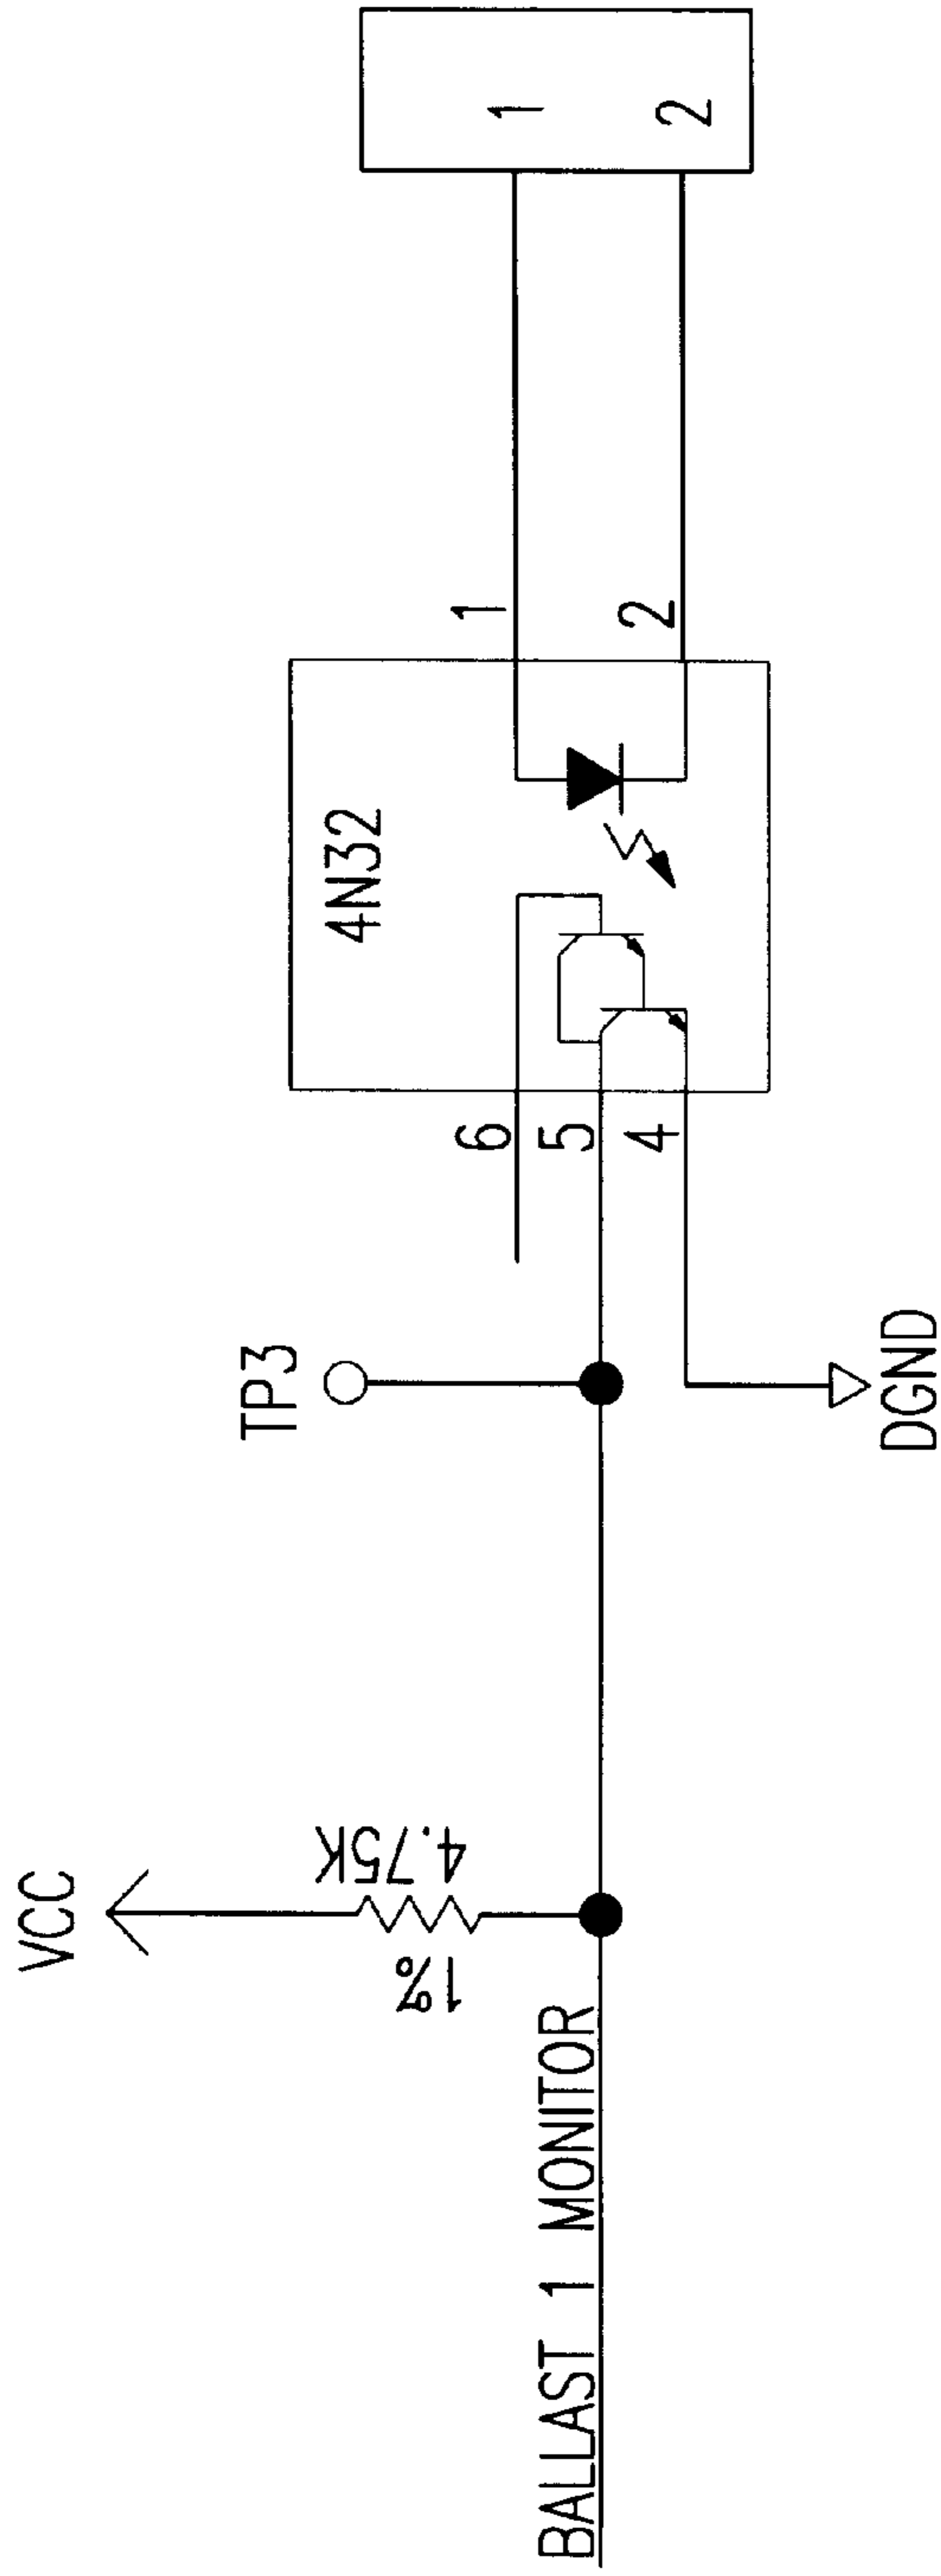 VCC
4.75K
1%
BALLAST 1 MONITOR
TP3
DGND
6
5
4
4N32
1
2
1
2